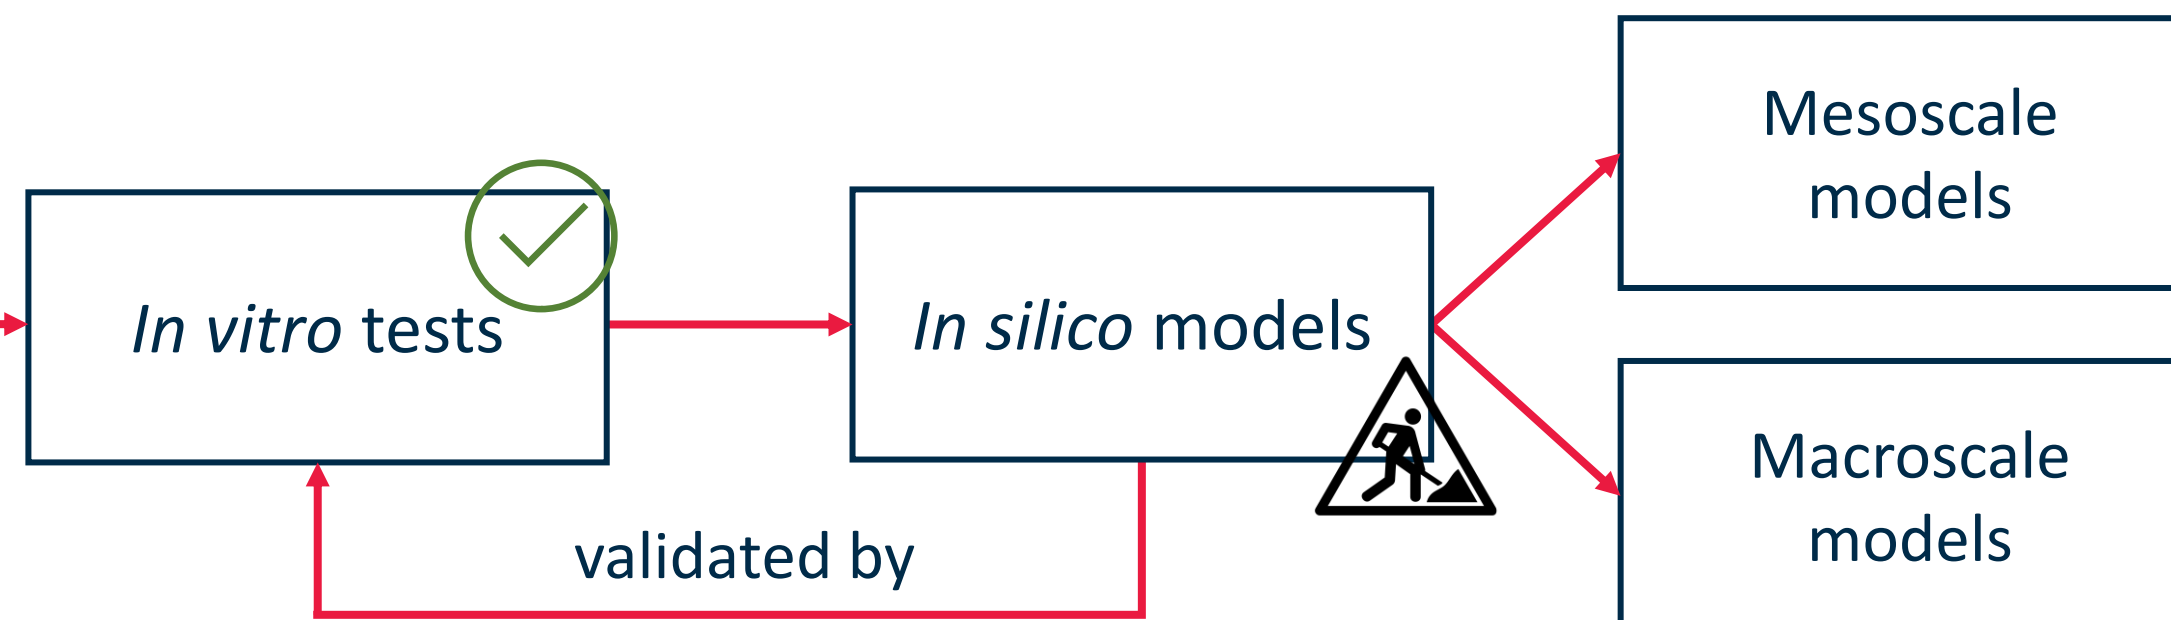 In vitro tests
In silico models
validated by
Mesoscale
models
Macroscale
models